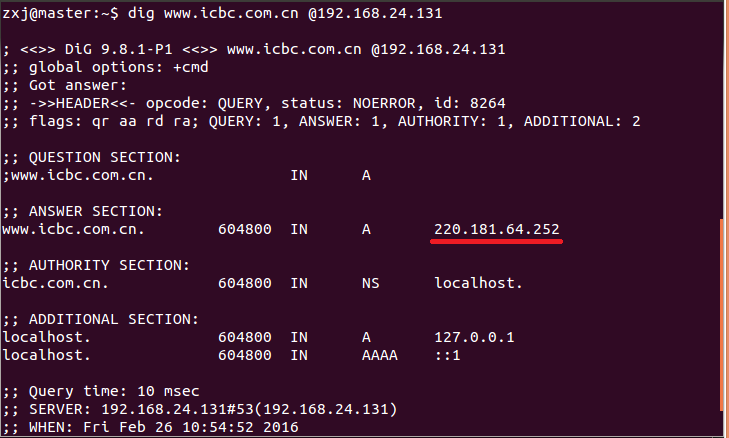 zxj@master:~$ dig www.icbc.com.cn @192.168.24.131
; <<>> DiG 9.8.1-P1 <<>> www.icbc.com.cn @192.168.24.131
;; global options: +cmd
;; Got answer:
;; ->>HEADER<<- opcode: QUERY, status: NOERROR, id: 8264
;; flags: qr aa rd ra; QUERY: 1, ANSWER: 1, AUTHORITY: 1, ADDITIONAL: 2
;; QUESTION SECTION:
;www.icbc.com.cn. IN A
;; ANSWER SECTION:
www.icbc.com.cn. 604800 IN A 220.181.64.252
;; AUTHORITY SECTION:
icbc.com.cn. 604800 IN NS localhost.
;; ADDITIONAL SECTION:
localhost. 604800 IN A 127.0.0.1
localhost. 604800 IN AAAA ::1
;; Query time: 10 msec
;; SERVER: 192.168.24.131#53(192.168.24.131)
;; WHEN: Fri Feb 26 10:54:52 2016